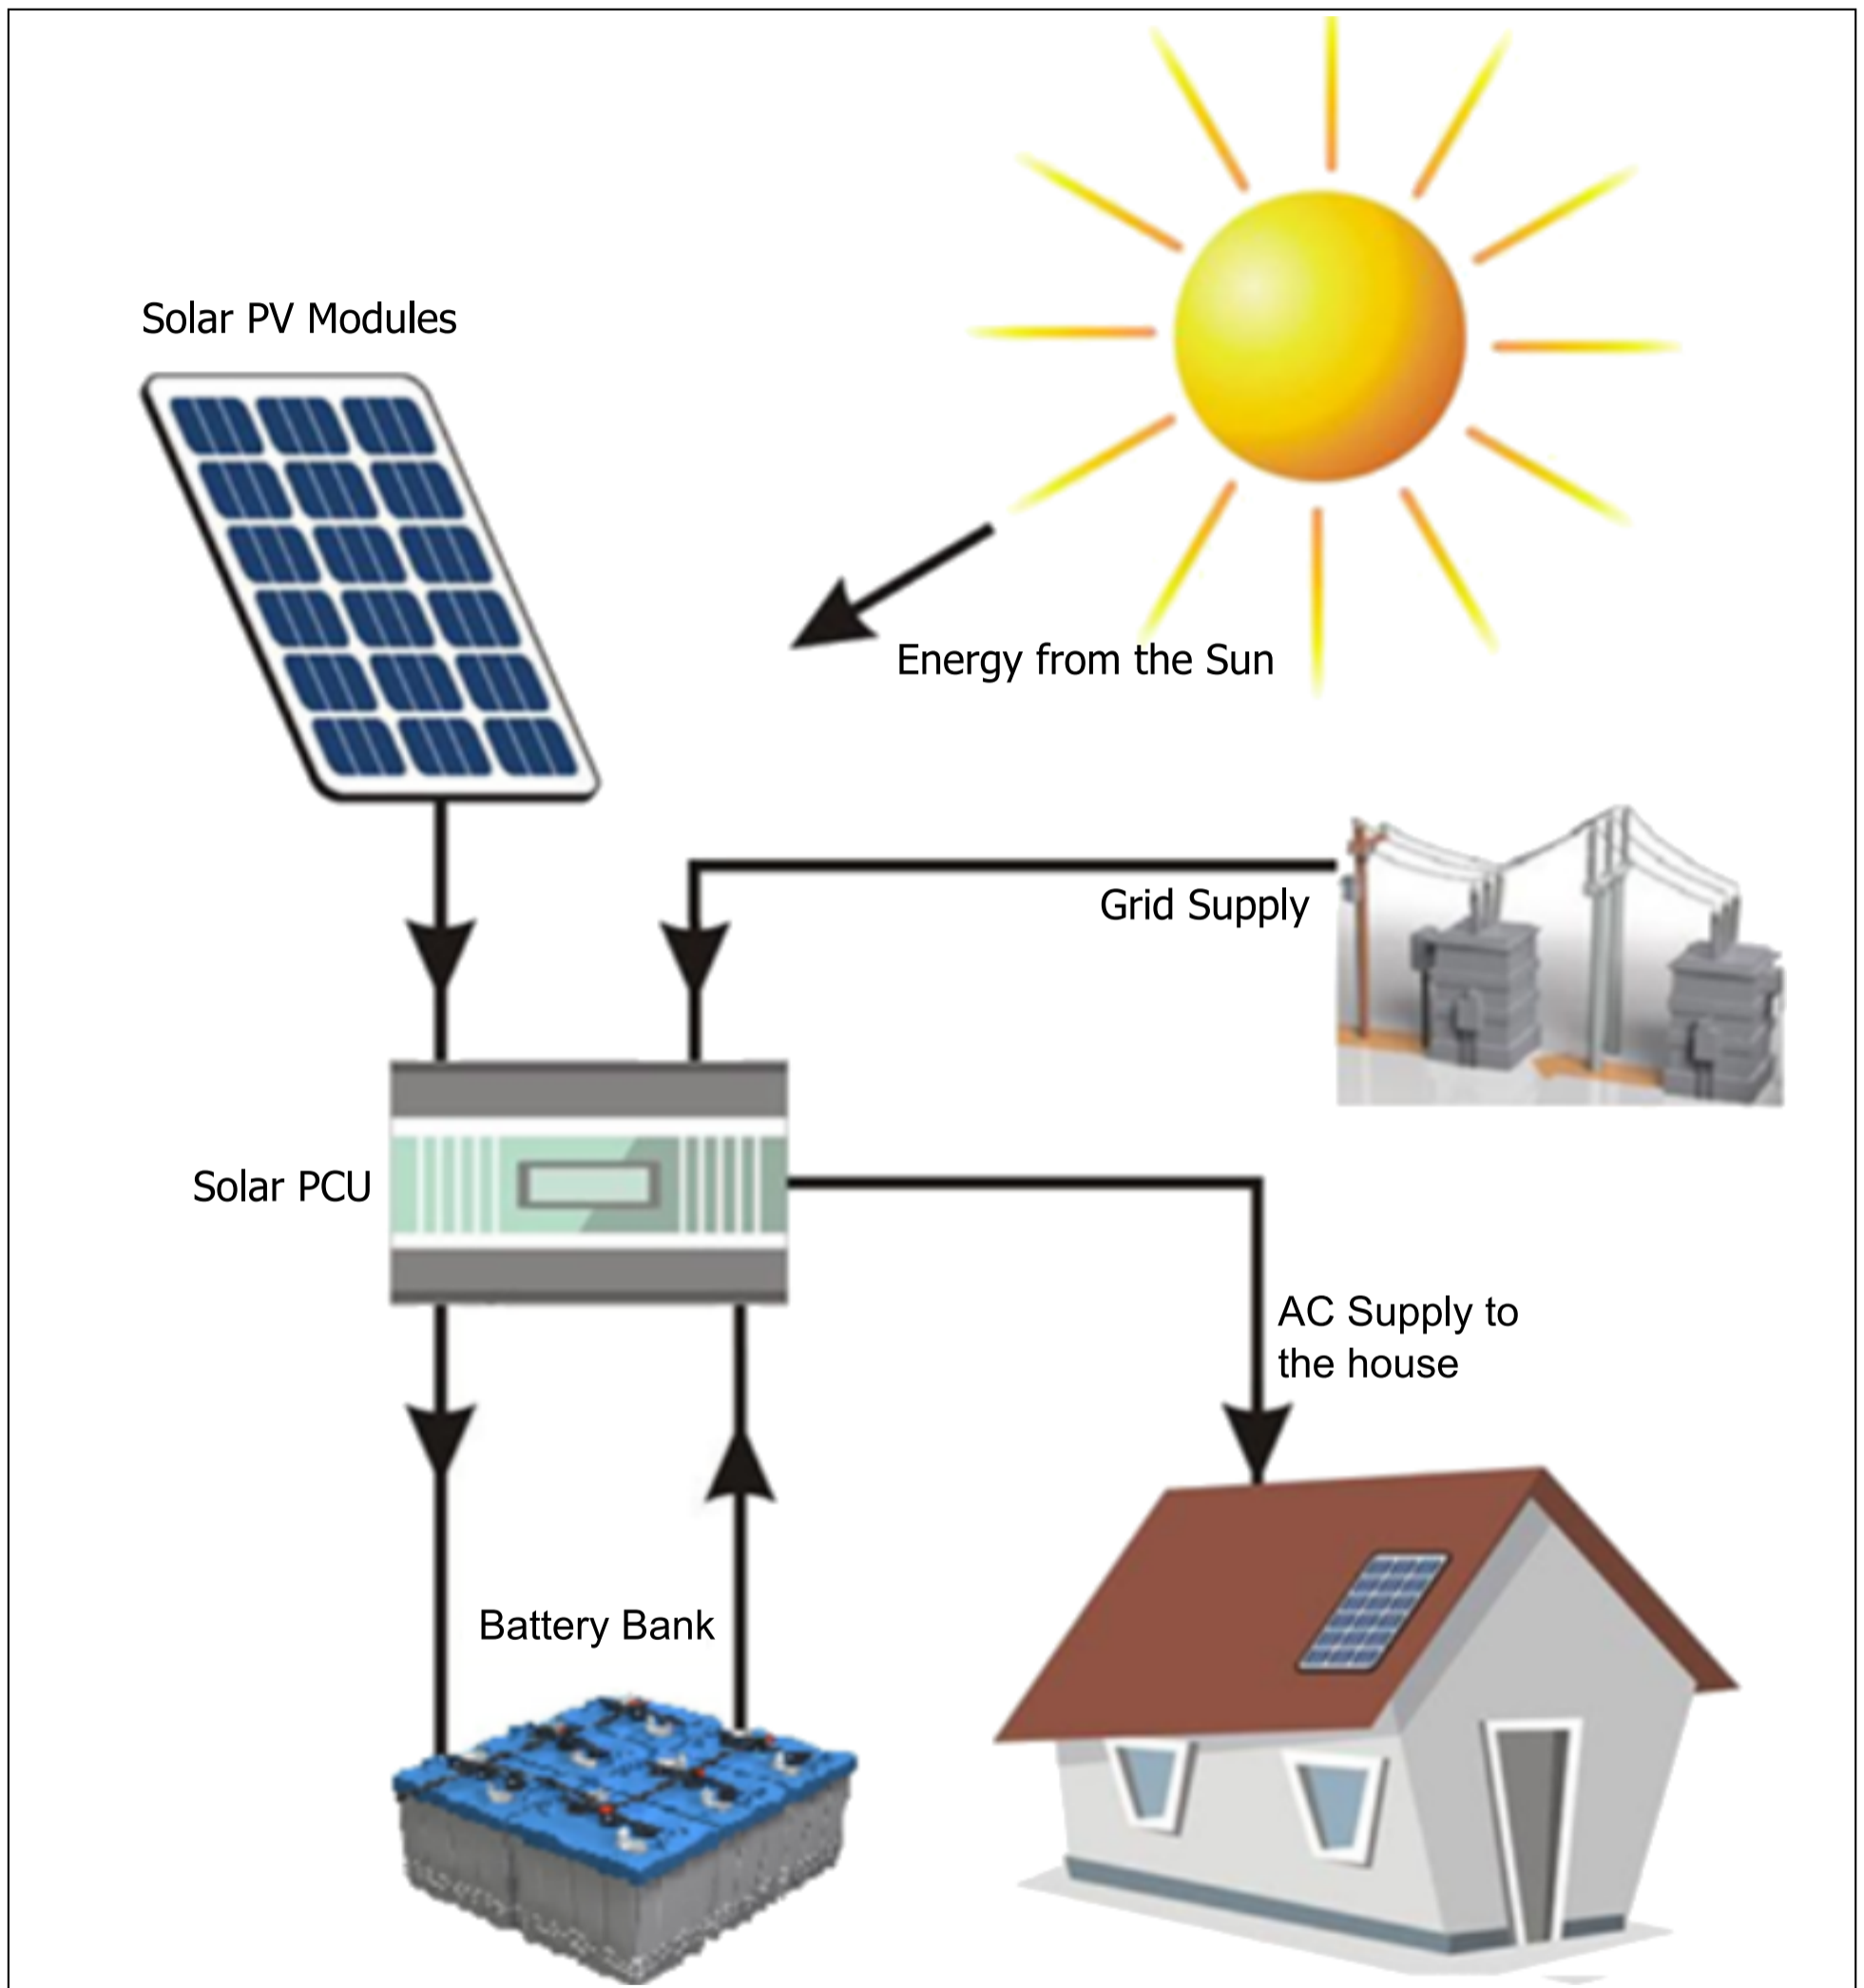 Solar PV Modules
Energy from the Sun
Grid Supply
Solar PCU
AC Supply to
the house
Battery Bank